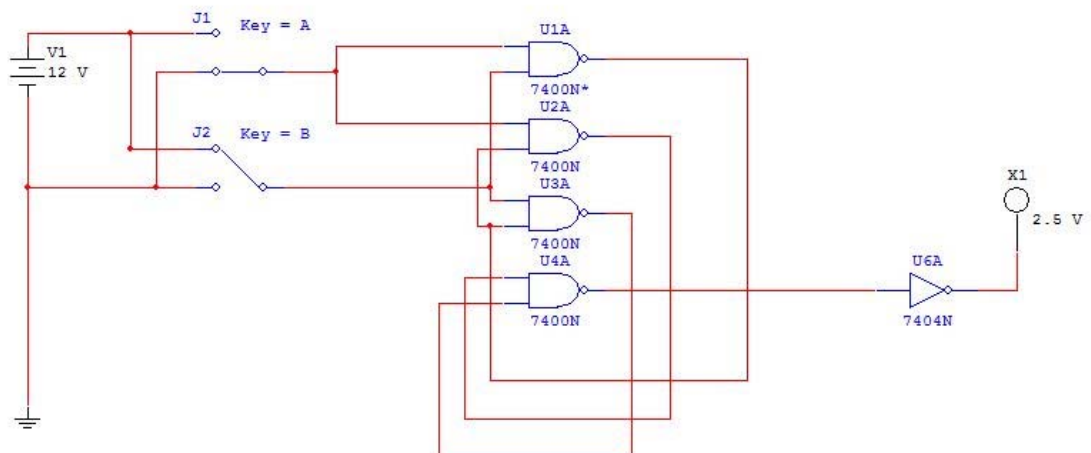 J1
Key = A
V1
12 V
J2
Key = B
U1A
7400N*
U2A
7400N
U3A
7400N
U4A
7400N
U6A
7404N
X1
2.5 V